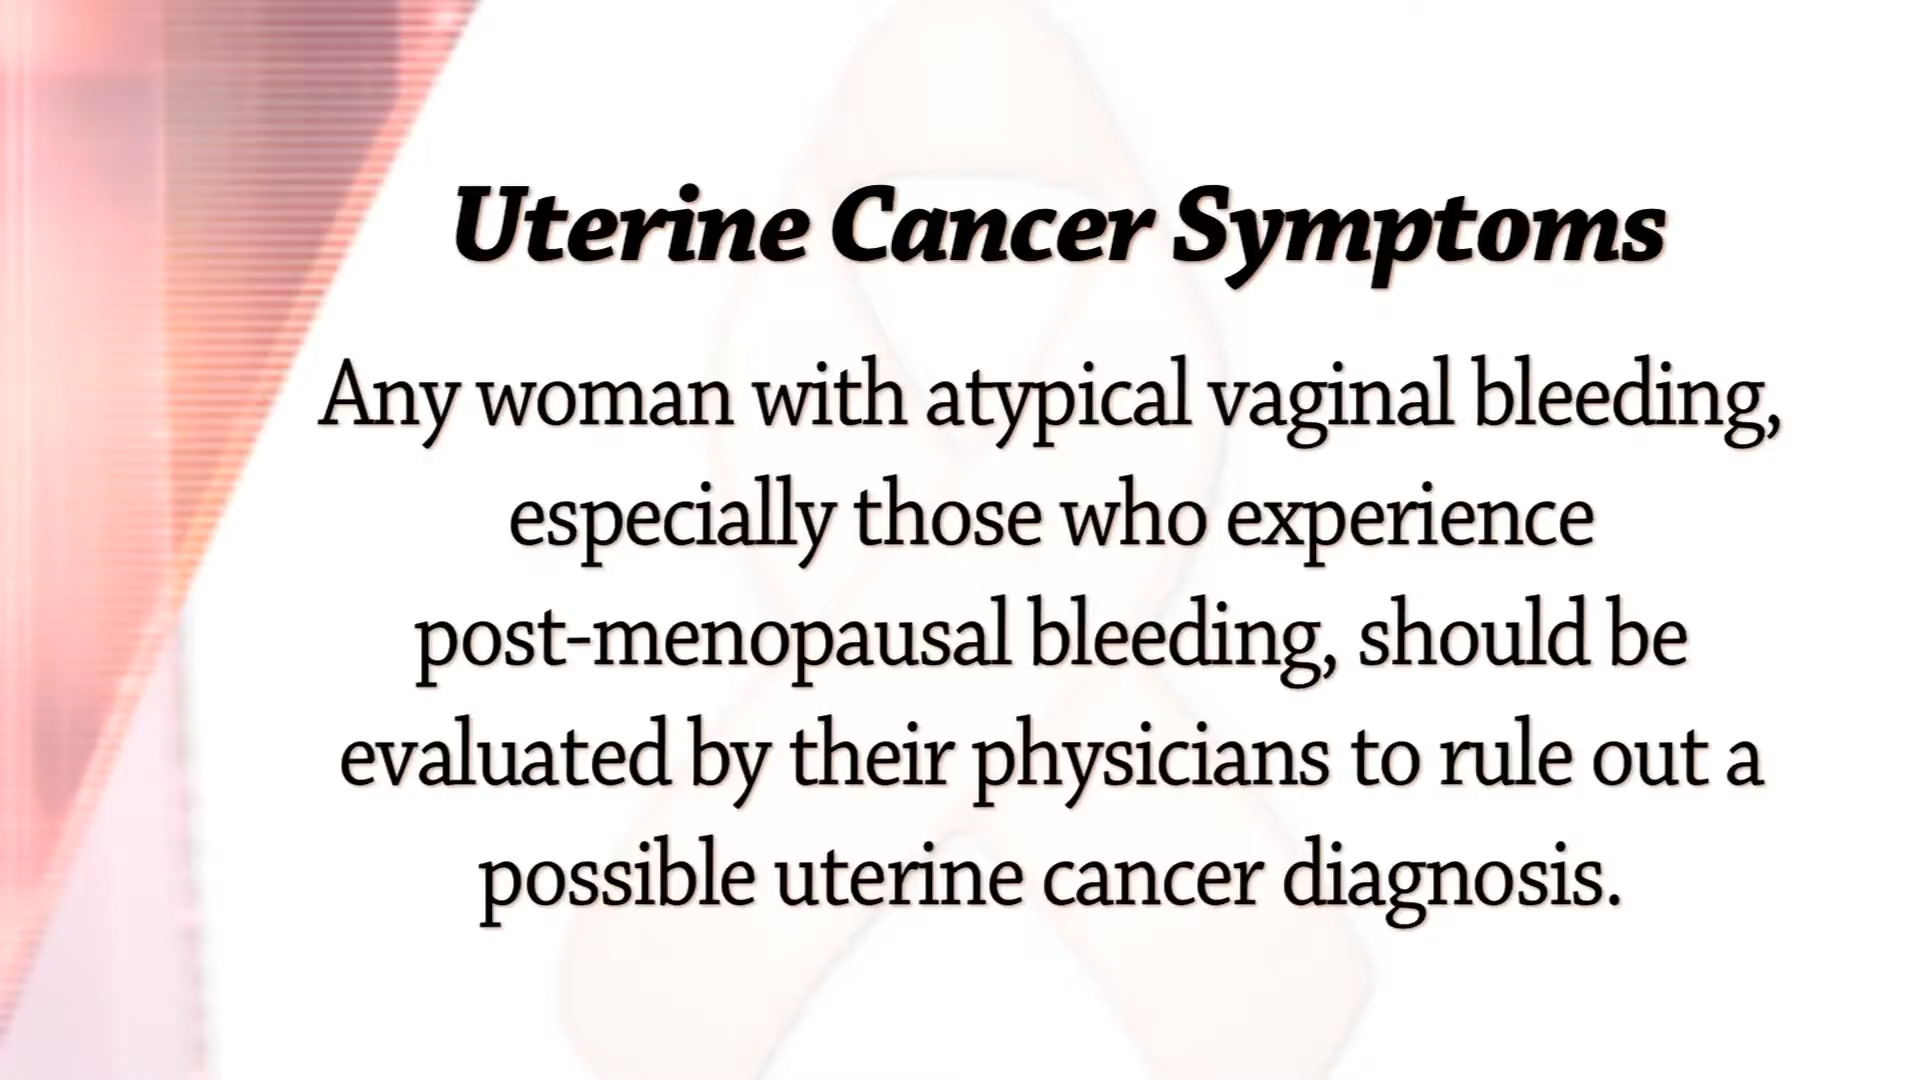 Uterine Cancer Symptoms
Any woman with atypical vaginal bleeding,
especially those who experience
post-menopausal bleeding, should be
evaluated by their physicians to rule out a
possible uterine cancer diagnosis.